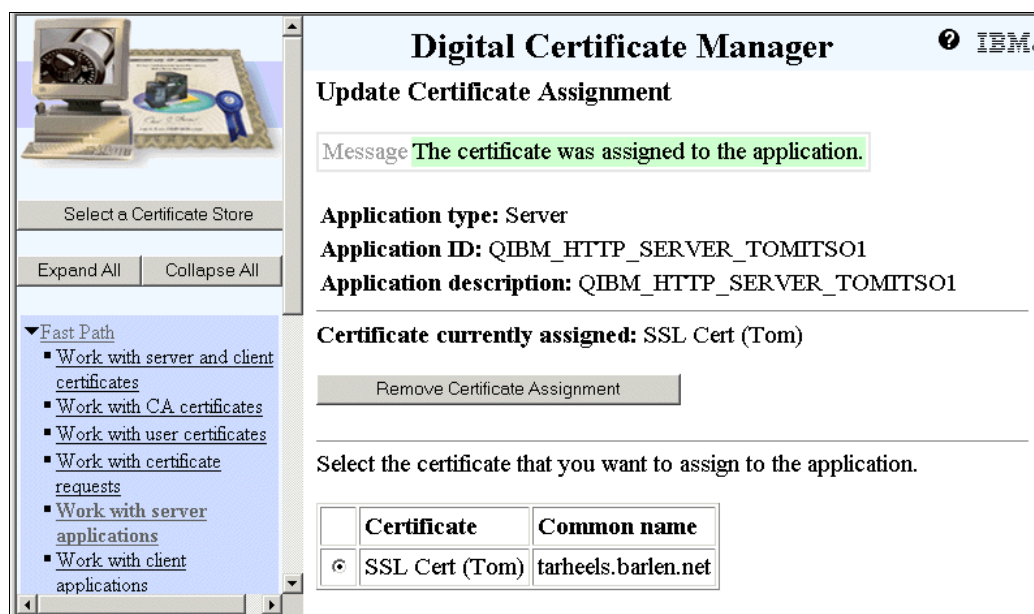 Digital Certificate Manager
IBM.
Select a Certificate Store
Expand All
Collapse All
Fast Path
Work with server and client
certificates
Work with CA certificates
Work with user certificates
Work with certificate
requests
Work with server
applications
Work with client
applications
Update Certificate Assignment
Message The certificate was assigned to the application.
Application type: Server
Application ID: QIBM_HTTP_SERVER_TOMITSO1
Application description: QIBM_HTTP_SERVER_TOMITSO1
Certificate currently assigned: SSL Cert (Tom)
Remove Certificate Assignment
Select the certificate that you want to assign to the application.
Certificate Common name
SSL Cert (Tom) tarheels.barlen.net